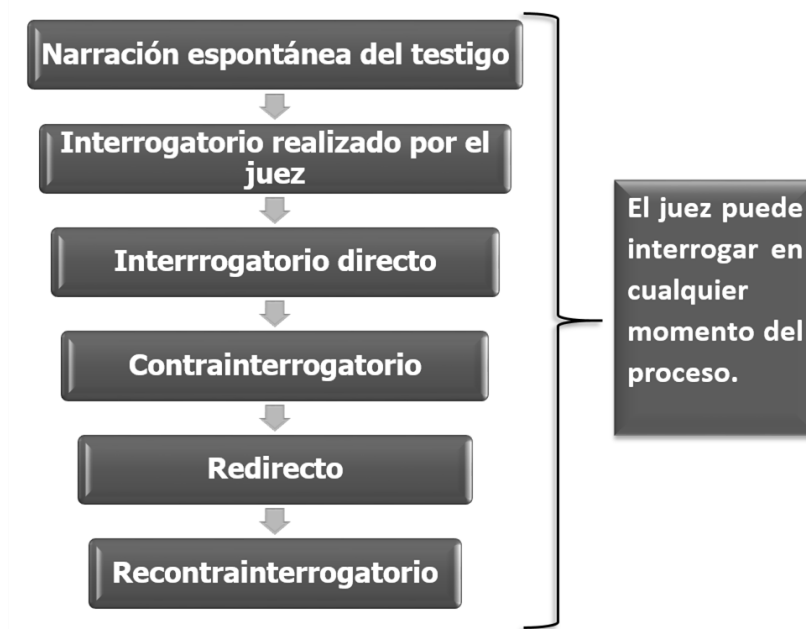 Narración espontánea del testigo
Interrogatorio realizado por el
juez
Interrrogatorio directo
Contrainterrogatorio
Redirecto
Recontrainterrogatorio
El juez puede
interrogar en
cualquier
momento del
proceso.